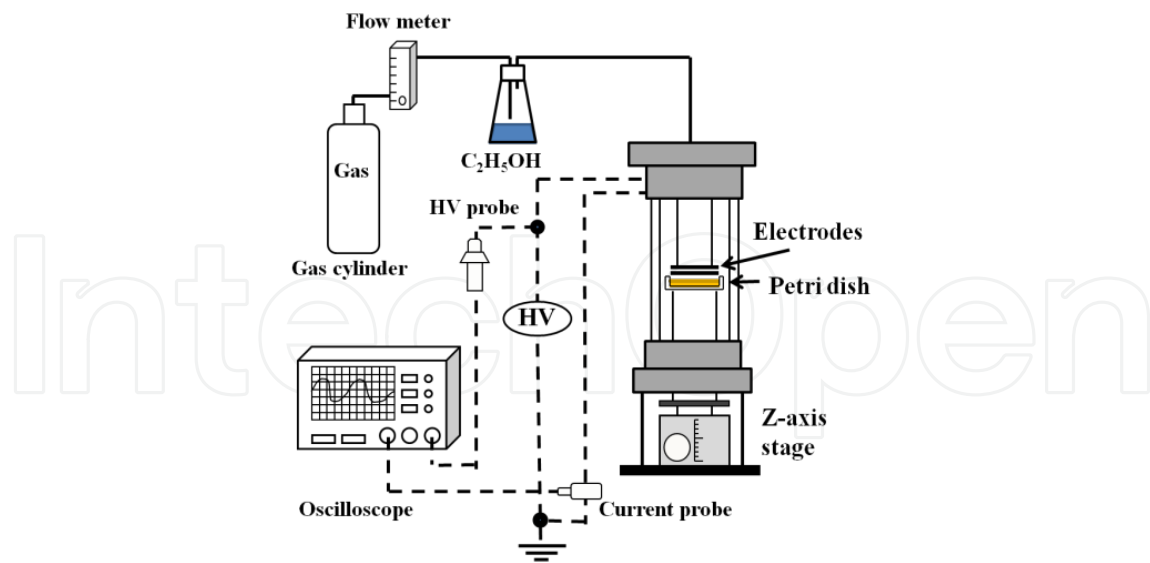 Flow meter
Gas
C₂H₅OH
HV probe
Electrodes
Gas cylinder
Petri dish
HV
Z-axis
stage
Oscilloscope
Current probe
IntechOpen